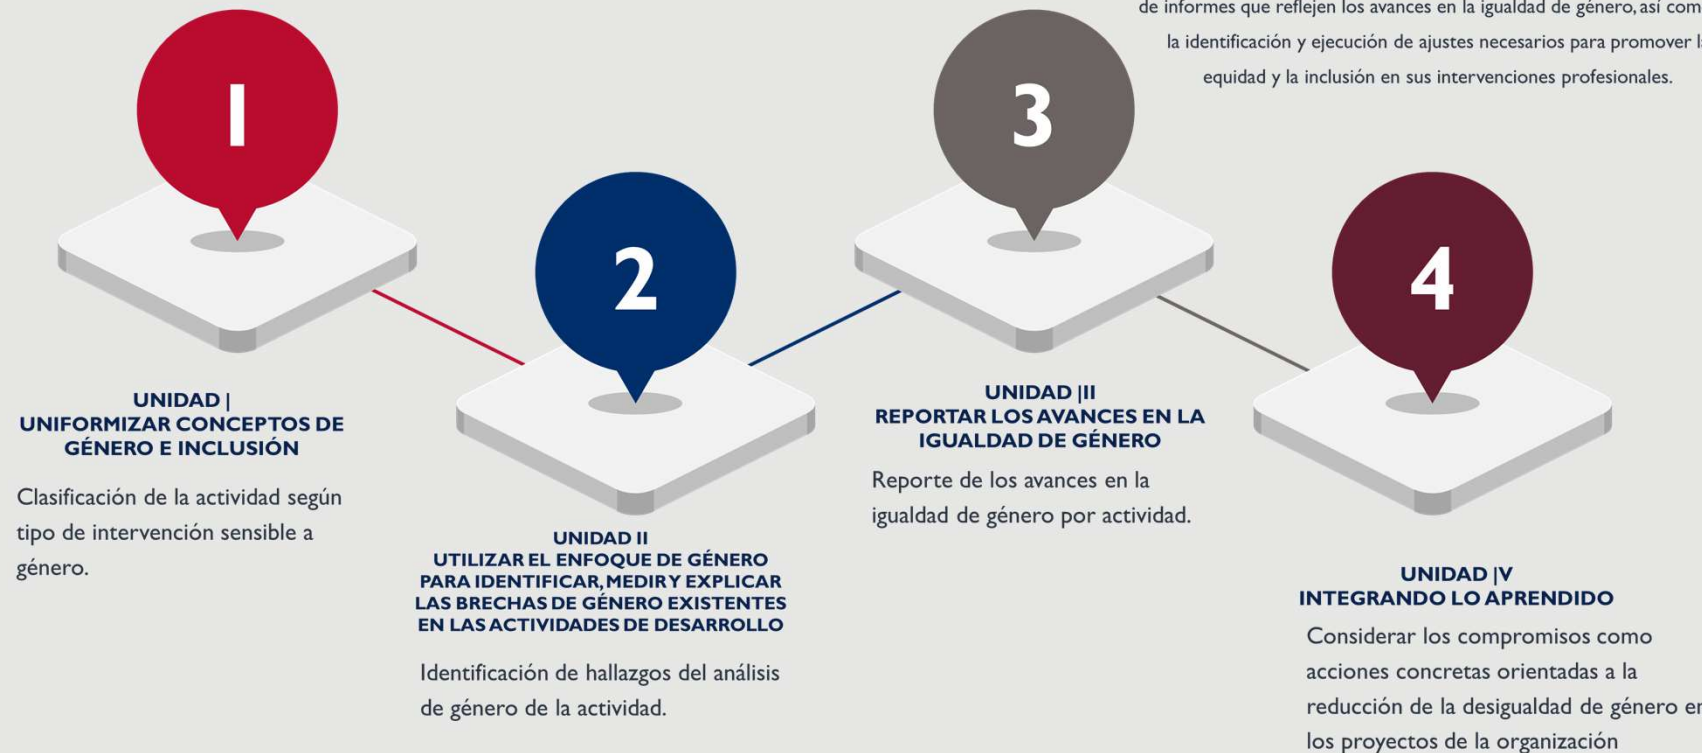 de informes que reflejen los avances en la igualdad de género, así com
la identificación y ejecución de ajustes necesarios para promover l
equidad y la inclusión en sus intervenciones profesionales.
1
UNIDAD |
UNIFORMIZAR CONCEPTOS DE
GÉNERO E INCLUSIÓN
Clasificación de la actividad según
tipo de intervención sensible a
género.
2
UNIDAD II
UTILIZAR EL ENFOQUE DE GÉNERO
PARA IDENTIFICAR, MEDIR Y EXPLICAR
LAS BRECHAS DE GÉNERO EXISTENTES
EN LAS ACTIVIDADES DE DESARROLLO
Identificación de hallazgos del análisis
de género de la actividad.
3
UNIDAD |II
REPORTAR LOS AVANCES EN LA
IGUALDAD DE GÉNERO
Reporte de los avances en la
igualdad de género por actividad.
4
UNIDAD |V
INTEGRANDO LO APRENDIDO
Considerar los compromisos como
acciones concretas orientadas a la
reducción de la desigualdad de género en
los proyectos de la organización